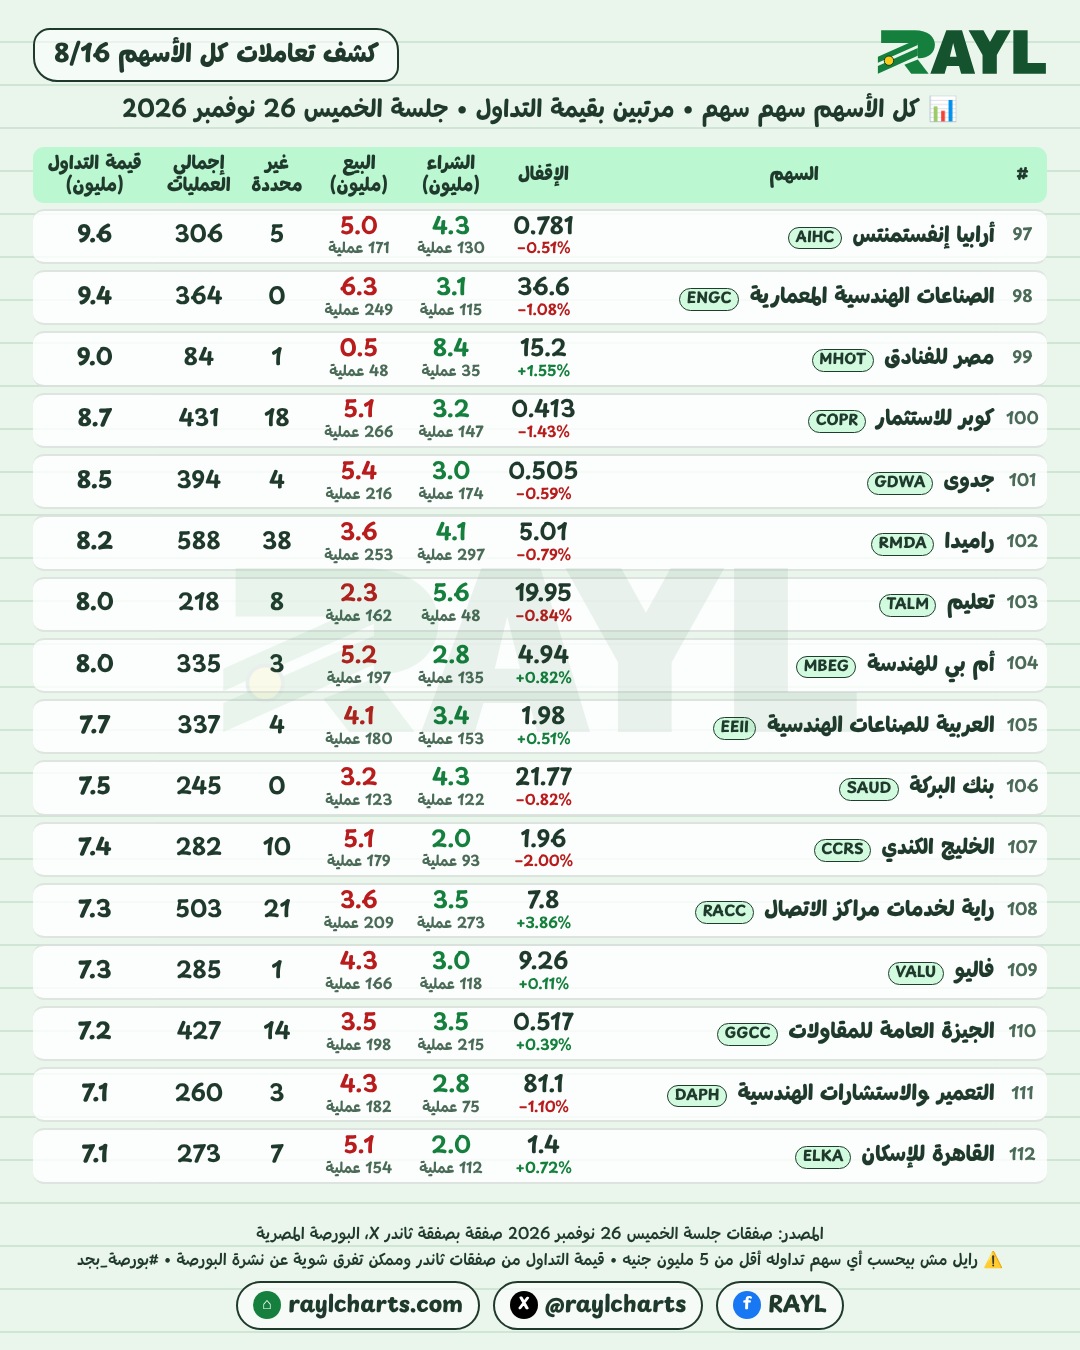 RAYL
كشف تعاملات كل الأسهم 8/16
📊 كل الأسهم سهم سهم • مرتبين بقيمة التداول • جلسة الخميس 26 نوفمبر 2026
# السهم الإقفال الشراء (مليون) البيع (مليون) غير محددة إجمالي العمليات قيمة التداول (مليون)
97 أرابيا إنفستمنتس AIHC 0.781 4.3 5.0 5 306 9.6
−0.51% 130 عملية 171 عملية
98 الصناعات الهندسية المعمارية ENGC 36.6 3.1 6.3 0 364 9.4
−1.08% 115 عملية 249 عملية
99 مصر للفنادق MHOT 15.2 8.4 0.5 1 84 9.0
+1.55% 35 عملية 48 عملية
100 كوبر للاستثمار COPR 0.413 3.2 5.1 18 431 8.7
−1.43% 147 عملية 266 عملية
101 جدوى GDWA 0.505 3.0 5.4 4 394 8.5
−0.59% 174 عملية 216 عملية
102 راميدا RMDA 5.01 4.1 3.6 38 588 8.2
−0.79% 297 عملية 253 عملية
103 تعليم TALM 19.95 5.6 2.3 8 218 8.0
−0.84% 48 عملية 162 عملية
104 أم بي للهندسة MBEG 4.94 2.8 5.2 3 335 8.0
+0.82% 135 عملية 197 عملية
105 العربية للصناعات الهندسية EEII 1.98 3.4 4.1 4 337 7.7
+0.51% 153 عملية 180 عملية
106 بنك البركة SAUD 21.77 4.3 3.2 0 245 7.5
−0.82% 122 عملية 123 عملية
107 الخليج الكندي CCRS 1.96 2.0 5.1 10 282 7.4
−2.00% 93 عملية 179 عملية
108 راية لخدمات مراكز الاتصال RACC 7.8 3.5 3.6 21 503 7.3
+3.86% 273 عملية 209 عملية
109 فاليو VALU 9.26 3.0 4.3 1 285 7.3
+0.11% 118 عملية 166 عملية
110 الجيزة العامة للمقاولات GGCC 0.517 3.5 3.5 14 427 7.2
+0.39% 215 عملية 198 عملية
111 التعمير والاستشارات الهندسية DAPH 81.1 2.8 4.3 3 260 7.1
−1.10% 75 عملية 182 عملية
112 القاهرة للإسكان ELKA 1.4 2.0 5.1 7 273 7.1
+0.72% 112 عملية 154 عملية
RAYL
المصدر: صفقات جلسة الخميس 26 نوفمبر 2026 صفقة بصفقة ثاندر X، البورصة المصرية
⚠️ رايل مش بيحسب أي سهم تداوله أقل من 5 مليون جنيه • قيمة التداول من صفقات ثاندر وممكن تفرق شوية عن نشرة البورصة • #بورصة_بجد
raylcharts.com X @raylcharts f RAYL